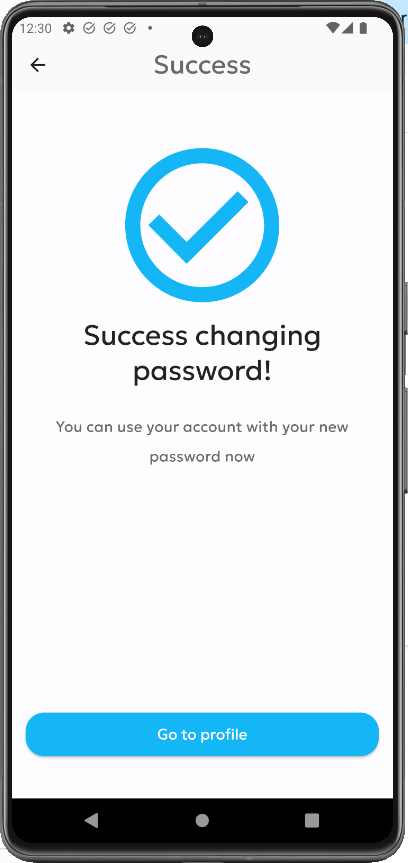 12:30
Success
Success changing
password!
You can use your account with your new
password now
Go to profile